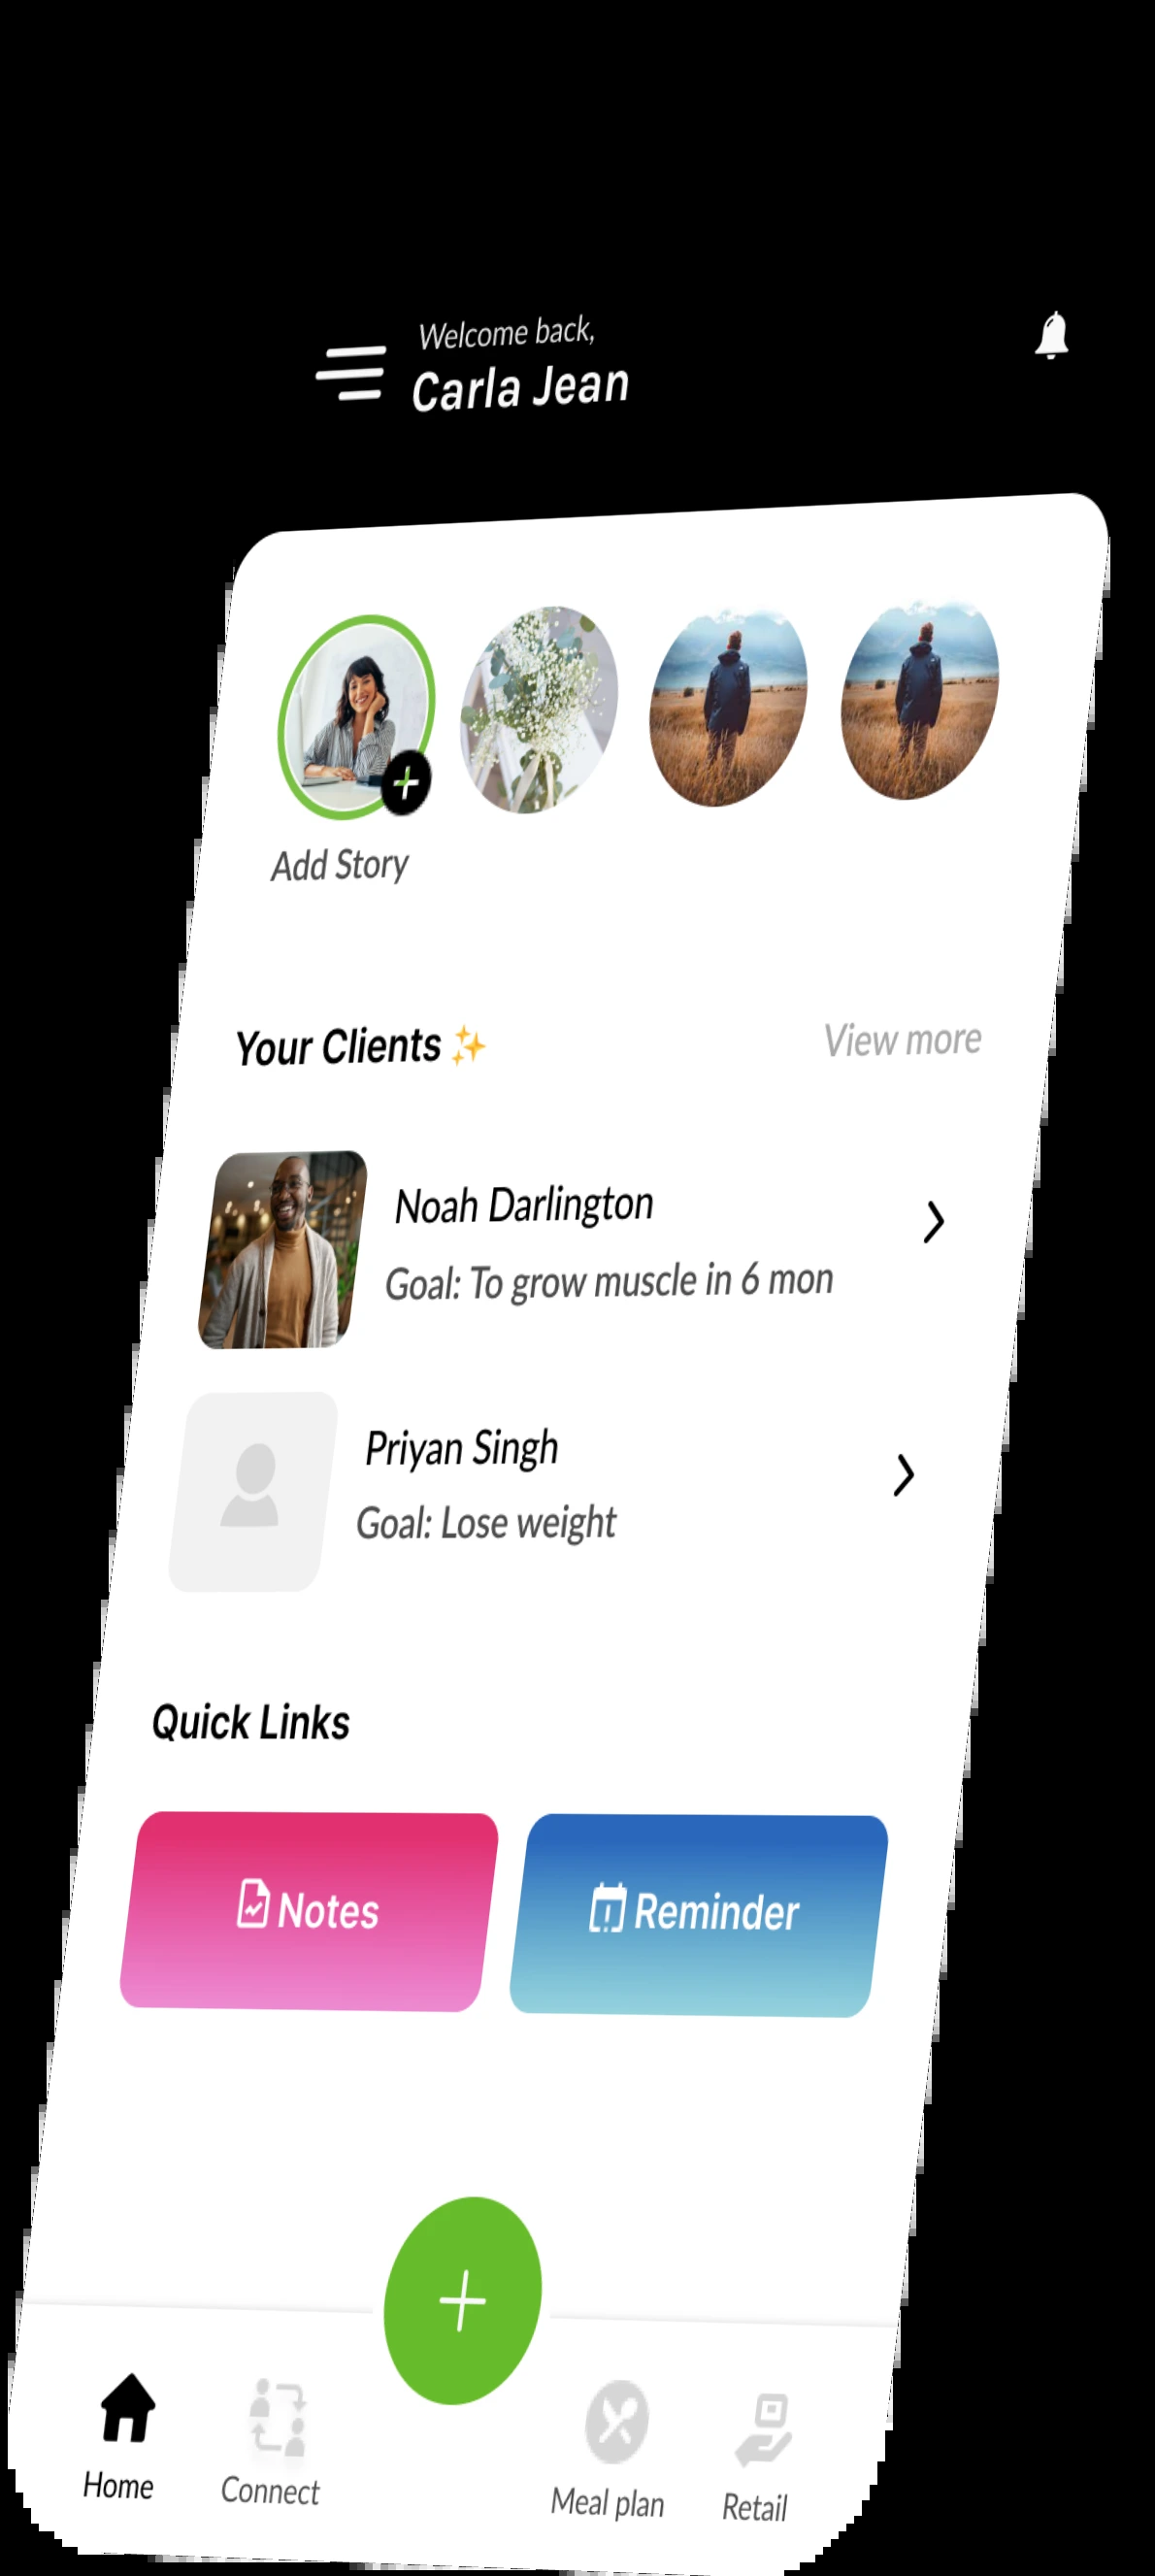 Welcome back,
Carla Jean
Add Story
Your Clients ✨
View more
Noah Darlington
Goal: To grow muscle in 6 mon
Priyan Singh
Goal: Lose weight
Quick Links
Notes
Reminder
Home
Connect
Meal plan
Retail